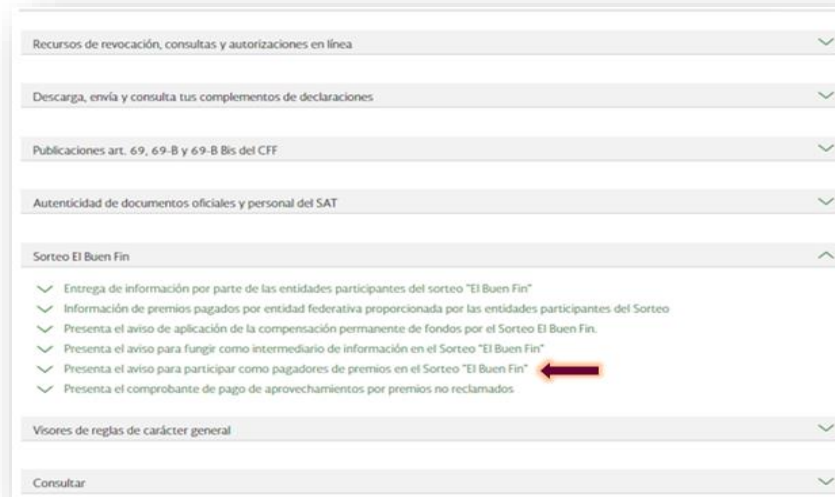 Recursos de revocación, consultas y autorizaciones en línea
Descarga, envía y consulta tus complementos de declaraciones
Publicaciones art. 69, 69-B y 69-B Bis del CFF
Autenticidad de documentos oficiales y personal del SAT
Sorteo El Buen Fin
Entrega de información por parte de las entidades participantes del sorteo "El Buen Fin"
Información de premios pagados por entidad federativa proporcionada por las entidades participantes del Sorteo
Presenta el aviso de aplicación de la compensación permanente de fondos por el Sorteo El Buen Fin.
Presenta el aviso para fungir como intermediario de información en el Sorteo "El Buen Fin"
Presenta el aviso para participar como pagadores de premios en el Sorteo "El Buen Fin"
Presenta el comprobante de pago de aprovechamientos por premios no reclamados
Visores de reglas de carácter general
Consultar